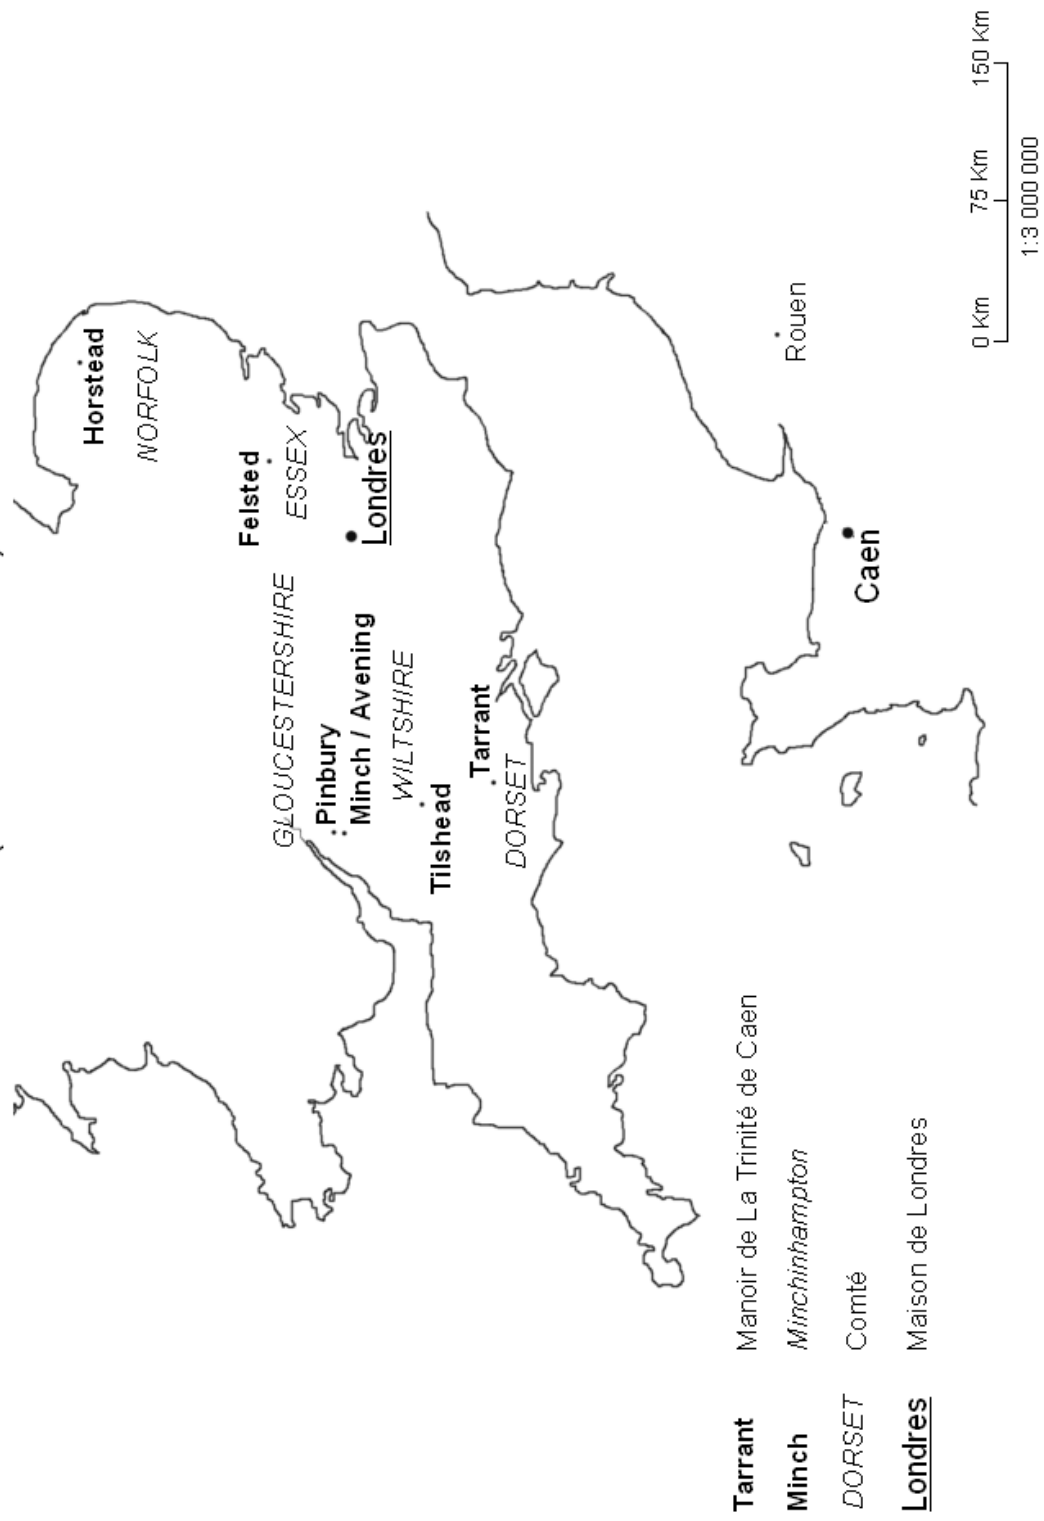 Horstead
NORFOLK
Felsted
ESSEX
GLOUCESTERSHIRE
Londres
Pinbury
Minch / Avening
WILTSHIRE
Tarrant
Tilshead
DORSET
Rouen
Caen
Tarrant Manoir de La Trinité de Caen
Minch Minchinhampton
DORSET Comté
Londres Maison de Londres
0 Km 75 Km 150 Km
1:3 000 000